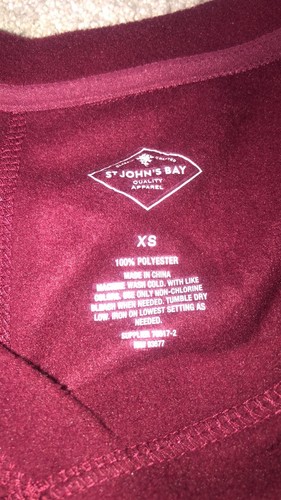 ST JOHN'S BAY
QUALITY
APPAREL
XS
100% POLYESTER
MADE IN CHINA
MACHINE WASH COLD. WITH LIKE
COLORS. USE ONLY NON-CHLORINE
BLEACH WHEN NEEDED. TUMBLE DRY
LOW. IRON ON LOWEST SETTING AS
NEEDED.
SUPPLIER